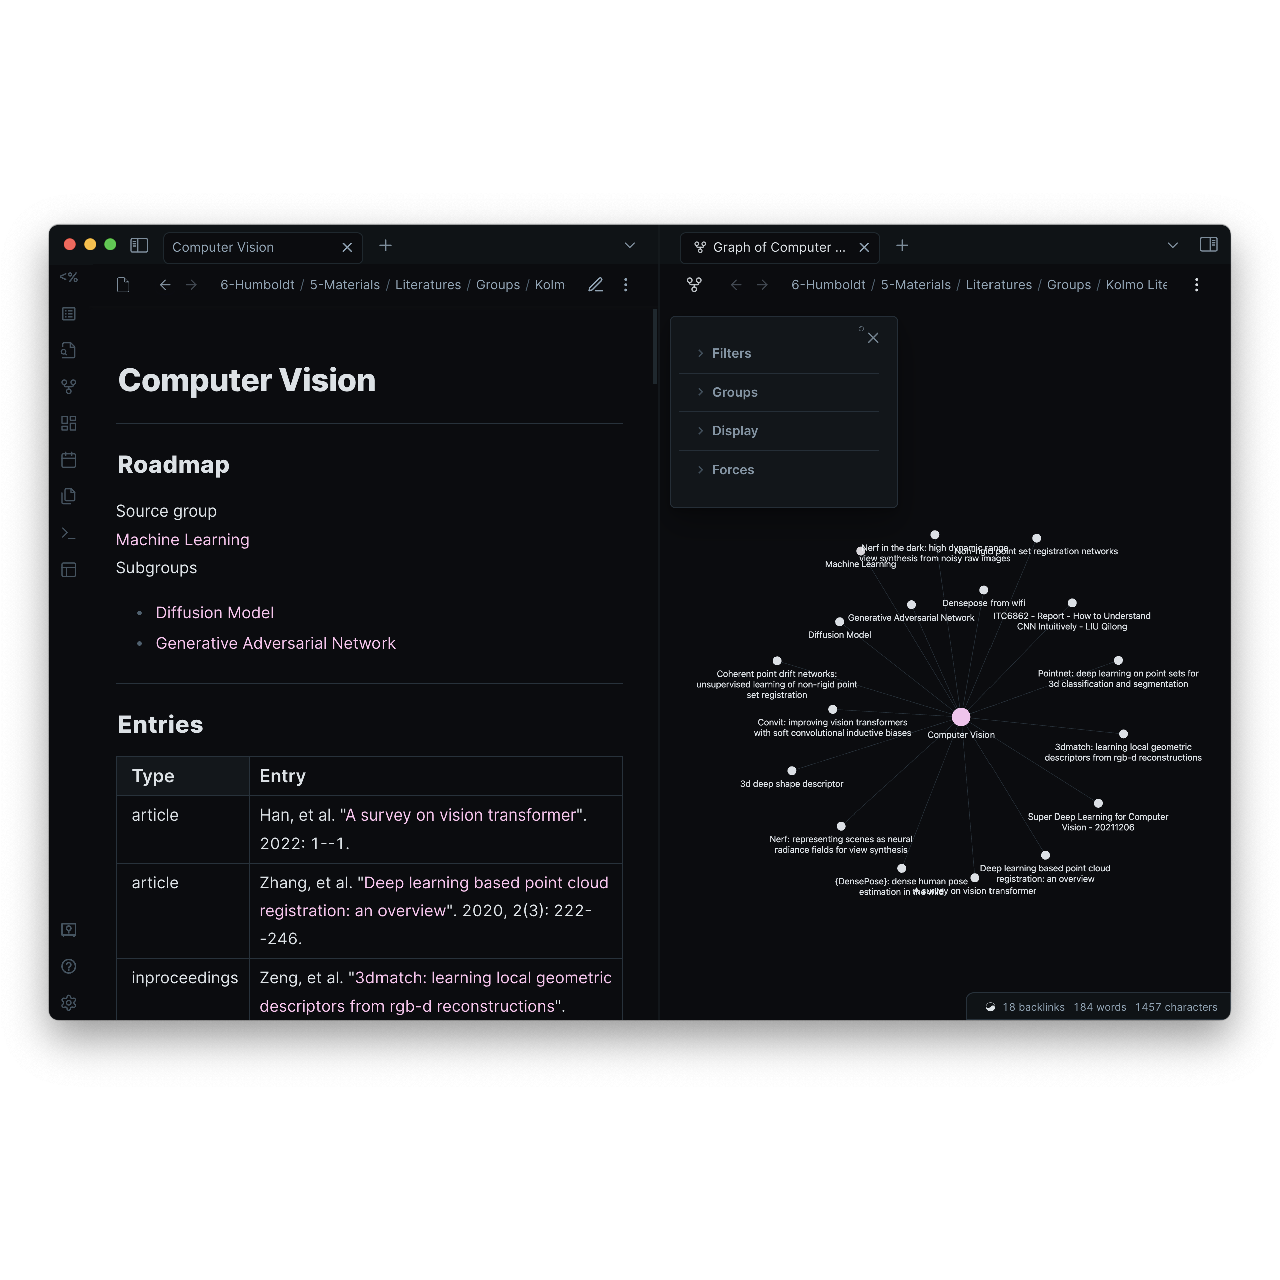 Computer Vision
Graph of Computer ...
<%
6-Humboldt / 5-Materials / Literatures / Groups / Kolm
6-Humboldt / 5-Materials / Literatures / Groups / Kolmo Lite
Computer Vision
Roadmap
Source group
Machine Learning
Subgroups
Diffusion Model
Generative Adversarial Network
Entries
Type Entry
article Han, et al. "A survey on vision transformer".
2022: 1--1.
article Zhang, et al. "Deep learning based point cloud
registration: an overview". 2020, 2(3): 222-
-246.
inproceedings Zeng, et al. "3dmatch: learning local geometric
descriptors from rgb-d reconstructions".
Filters
Groups
Display
Forces
Nerf in the dark: high dynamic range
view synthesis from noisy raw images
Non-rigid point set registration networks
Machine Learning
Densepose from wifi
Generative Adversarial Network
ITC6862 - Report - How to Understand
CNN Intuitively - LIU Qilong
Diffusion Model
Coherent point drift networks:
unsupervised learning of non-rigid point
set registration
Pointnet: deep learning on point sets for
3d classification and segmentation
Convit: improving vision transformers
with soft convolutional inductive biases
Computer Vision
3dmatch: learning local geometric
descriptors from rgb-d reconstructions
3d deep shape descriptor
Super Deep Learning for Computer
Vision - 20211206
Nerf: representing scenes as neural
radiance fields for view synthesis
Deep learning based point cloud
registration: an overview
{DensePose}: dense human pose
estimation in the wild
A survey on vision transformer
18 backlinks 184 words 1457 characters